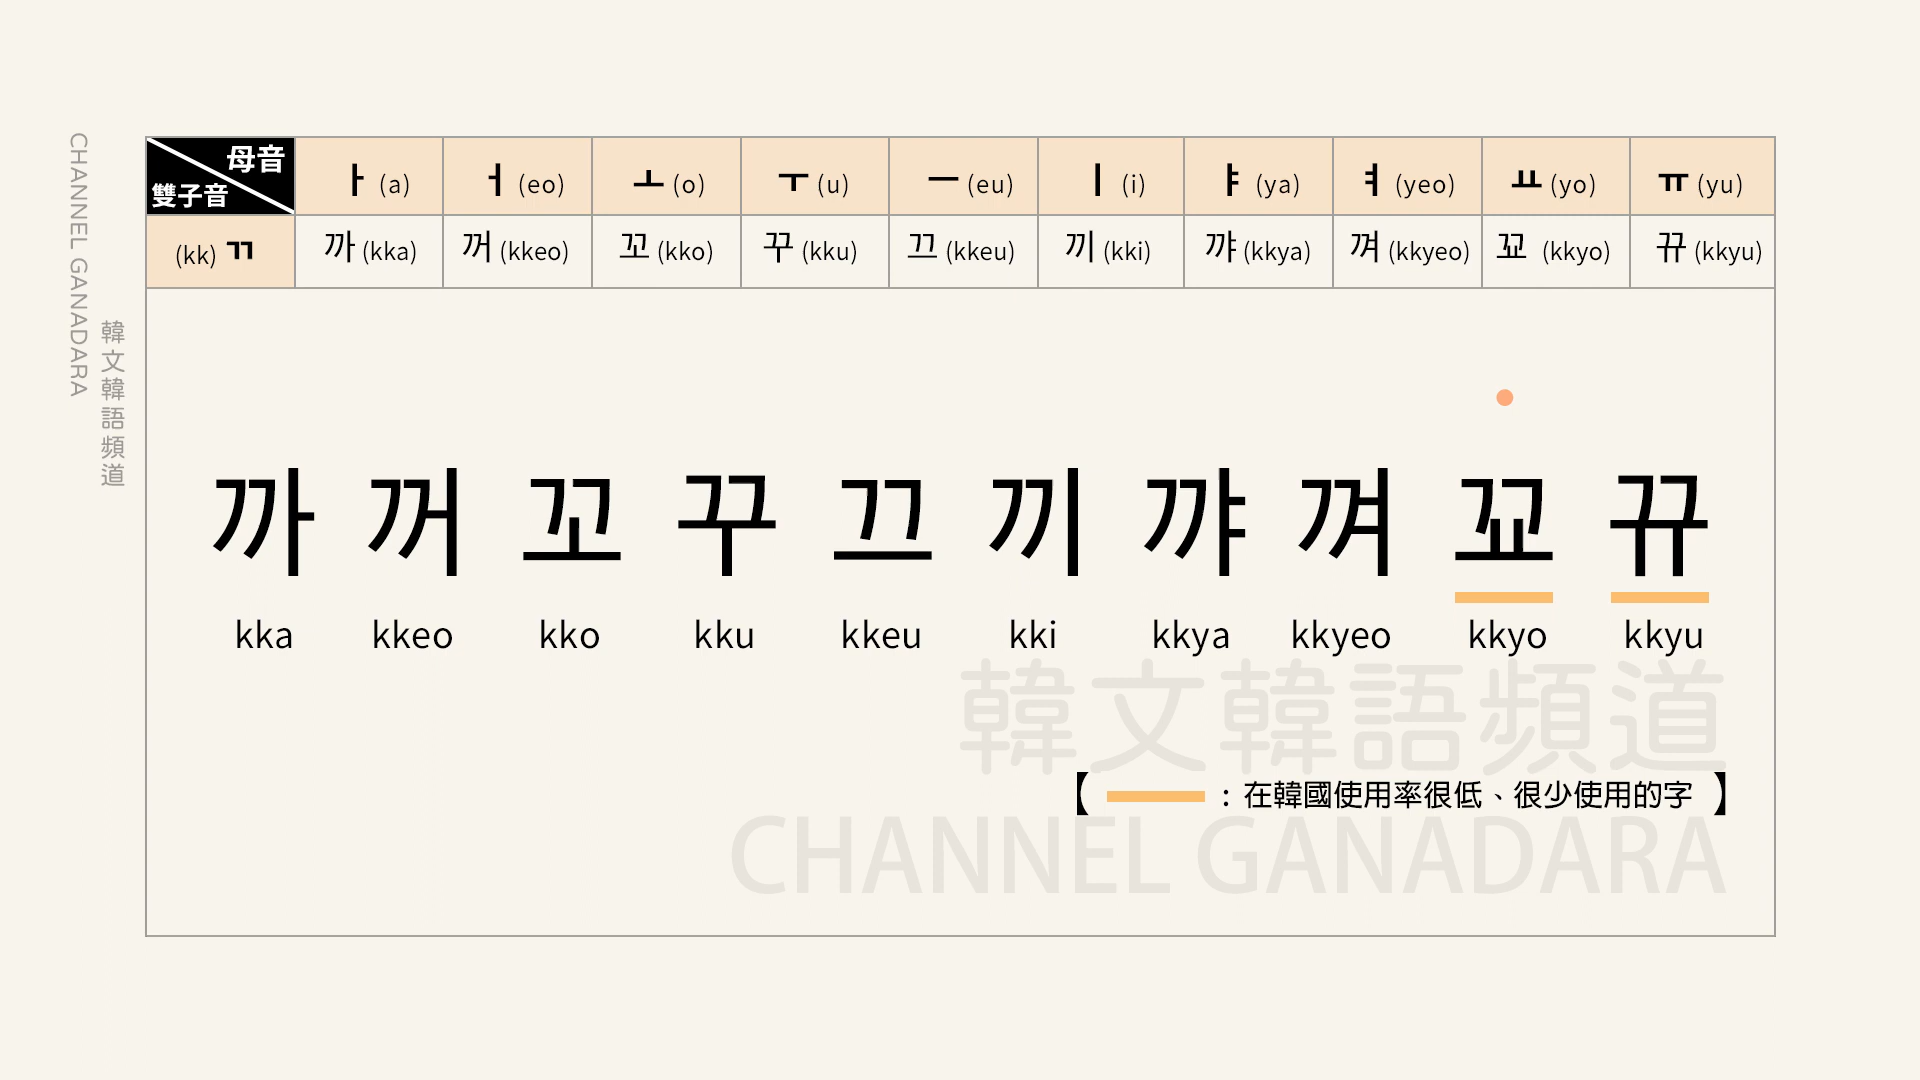 CHANNEL GANADARA
韓文韓語頻道
母音
雙子音
ㅏ (a) ㅓ (eo) ㅗ (o) ㅜ (u) ㅡ (eu) ㅣ (i) ㅑ (ya) ㅕ (yeo) ㅛ (yo) ㅠ (yu)
(kk) ㄲ 까 (kka) 꺼 (kkeo) 꼬 (kko) 꾸 (kku) 끄 (kkeu) 끼 (kki) 꺄 (kkya) 껴 (kkyeo) 꾜 (kkyo) 뀨 (kkyu)
까 꺼 꼬 꾸 끄 끼 꺄 껴 꾜 뀨
kka kkeo kko kku kkeu kki kkya kkyeo kkyo kkyu
韓文韓語頻道
【 : 在韓國使用率很低、很少使用的字 】
CHANNEL GANADARA